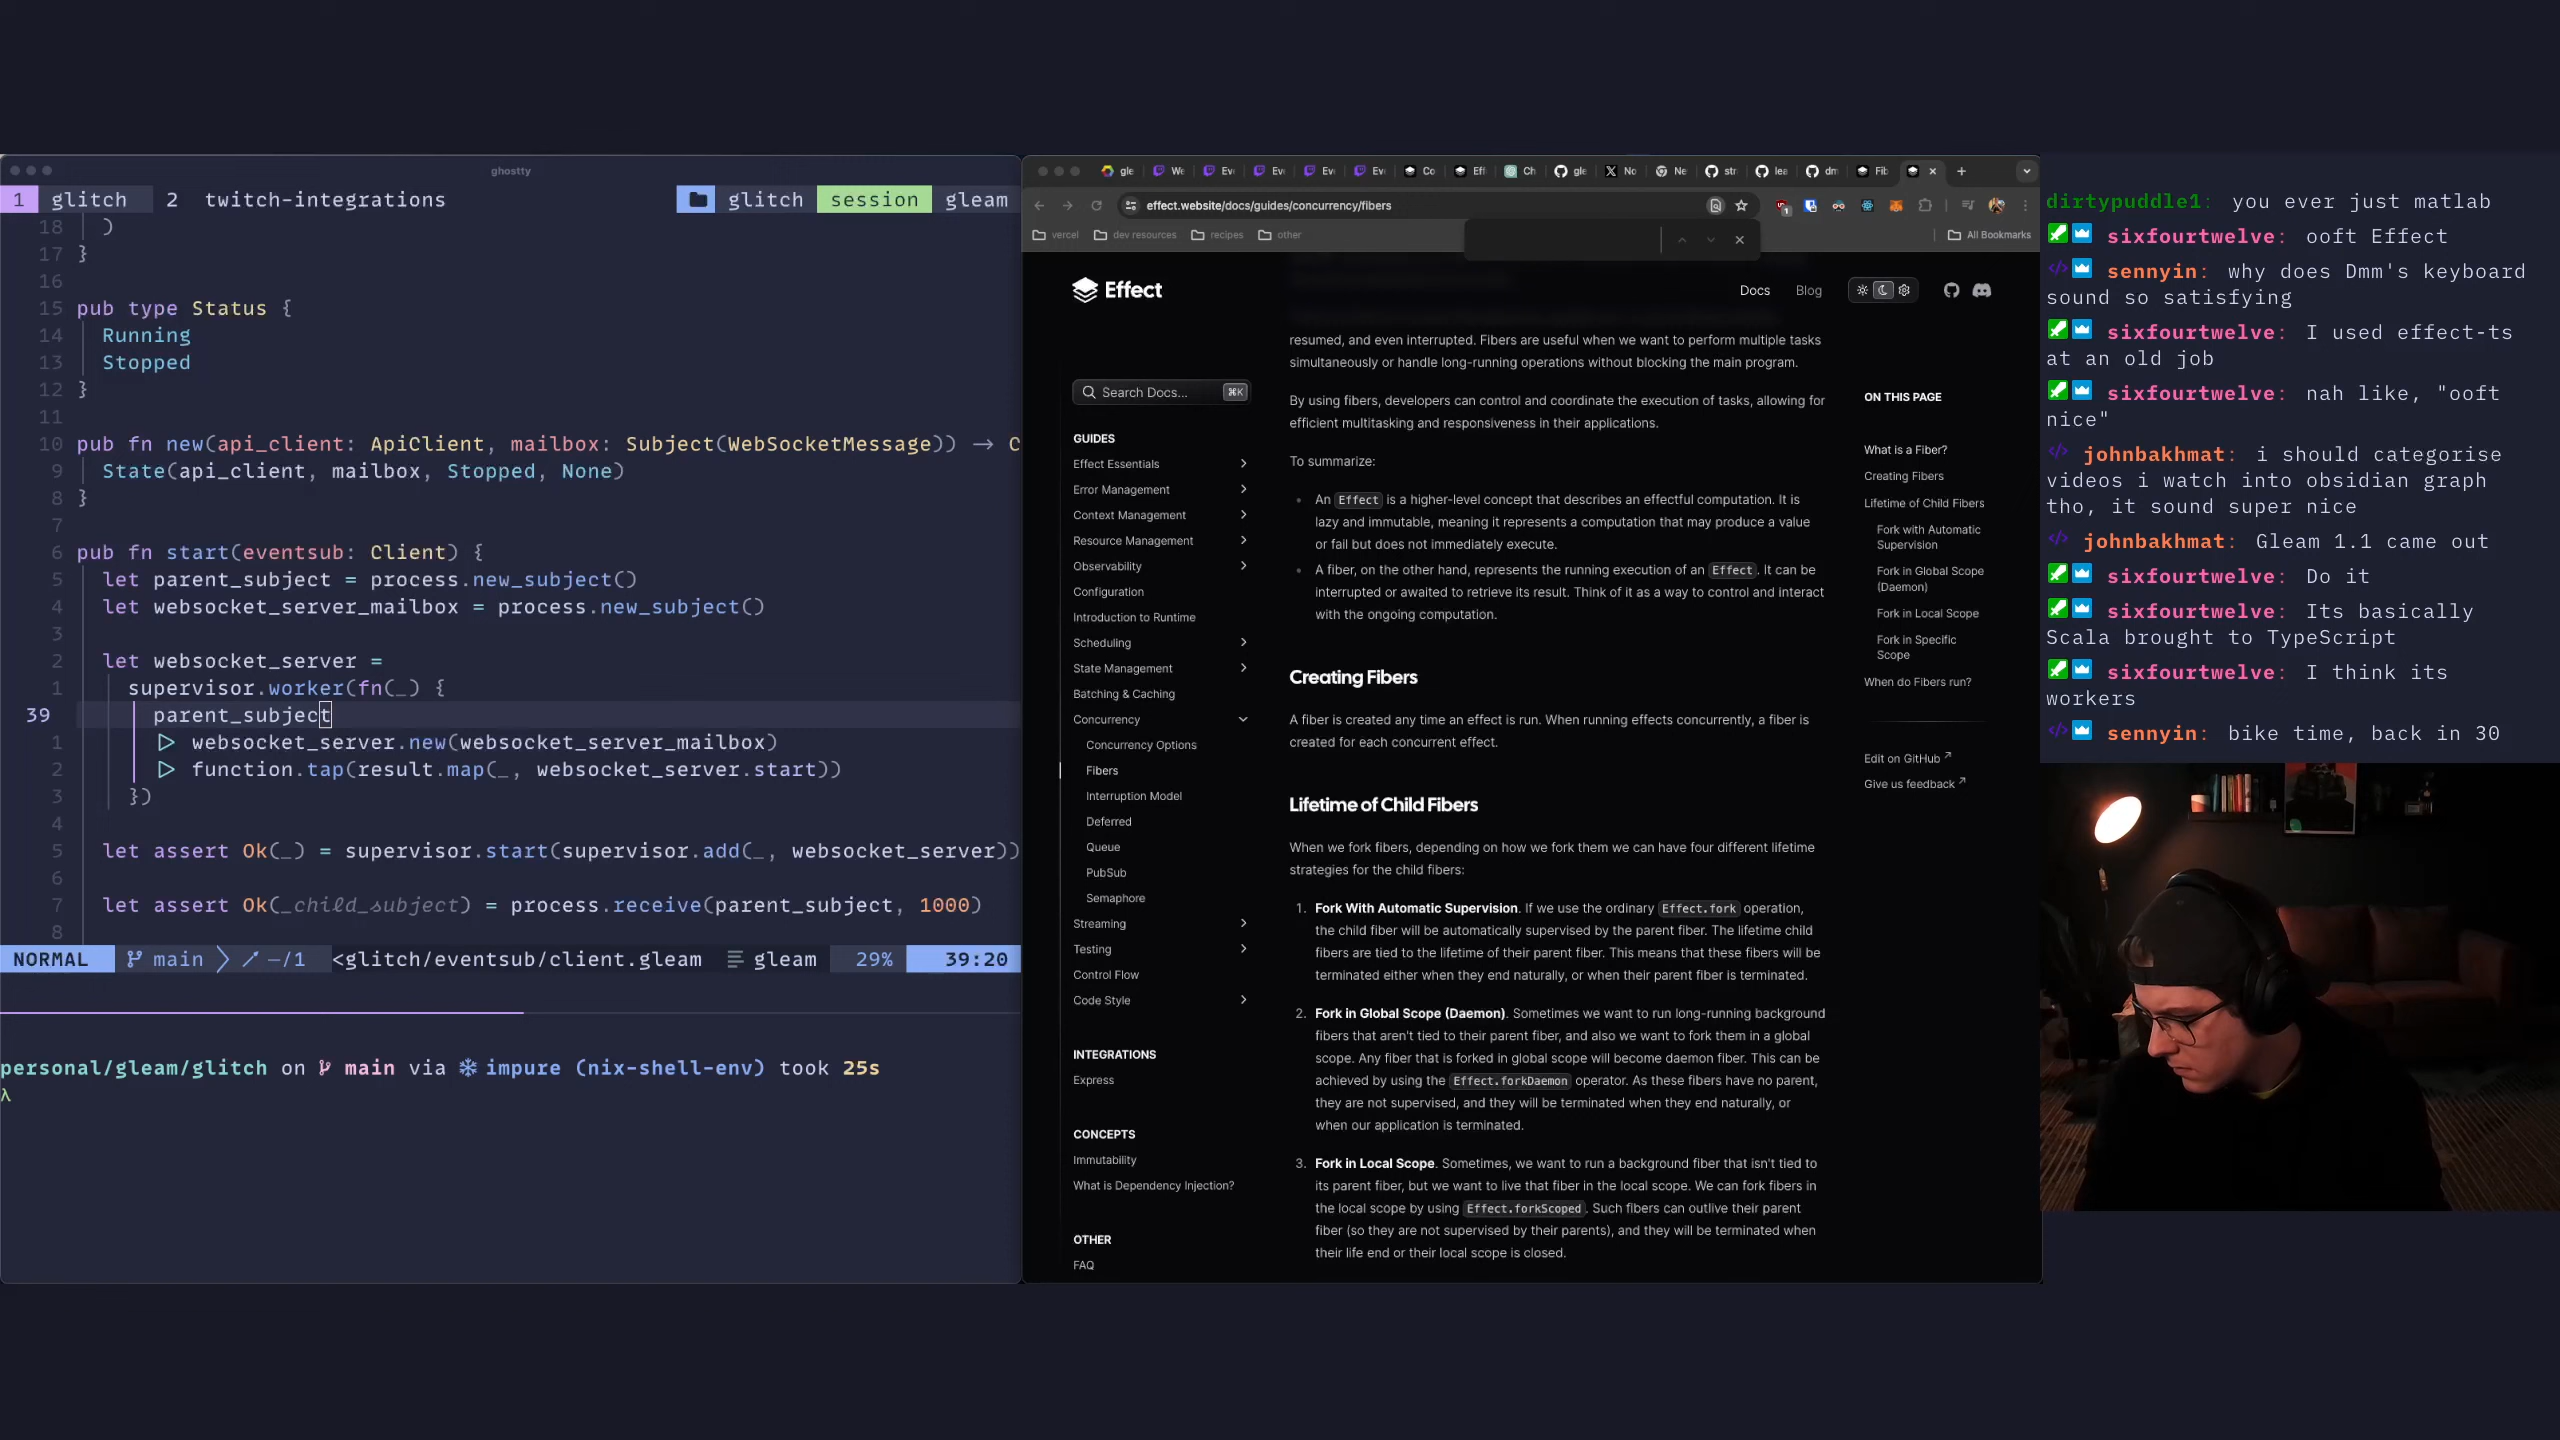 ghostty
1 glitch 2 twitch-integrations glitch session gleam
18 )
17 }
16
15 pub type Status {
14 Running
13 Stopped
12 }
11
10 pub fn new(api_client: ApiClient, mailbox: Subject(WebSocketMessage)) -> C
9 State(api_client, mailbox, Stopped, None)
8 }
7
6 pub fn start(eventsub: Client) {
5 let parent_subject = process.new_subject()
4 let websocket_server_mailbox = process.new_subject()
3
2 let websocket_server =
1 supervisor.worker(fn(_) {
39 parent_subject
1 |> websocket_server.new(websocket_server_mailbox)
2 |> function.tap(result.map(_, websocket_server.start))
3 })
4
5 let assert Ok(_) = supervisor.start(supervisor.add(_, websocket_server))
6
7 let assert Ok(_child_subject) = process.receive(parent_subject, 1000)
8
NORMAL main –/1 <glitch/eventsub/client.gleam gleam 29% 39:20
personal/gleam/glitch on main via impure (nix-shell-env) took 25s
λ
gle We Eve Eve Eve Eve Co Eff Ch gle No Ne str lea dm Fib
effect.website/docs/guides/concurrency/fibers
vercel dev resources recipes other All Bookmarks
Effect
Docs Blog
Search Docs... ⌘K
GUIDES
Effect Essentials
Error Management
Context Management
Resource Management
Observability
Configuration
Introduction to Runtime
Scheduling
State Management
Batching & Caching
Concurrency
Concurrency Options
Fibers
Interruption Model
Deferred
Queue
PubSub
Semaphore
Streaming
Testing
Control Flow
Code Style
INTEGRATIONS
Express
CONCEPTS
Immutability
What is Dependency Injection?
OTHER
FAQ
resumed, and even interrupted. Fibers are useful when we want to perform multiple tasks
simultaneously or handle long-running operations without blocking the main program.
By using fibers, developers can control and coordinate the execution of tasks, allowing for
efficient multitasking and responsiveness in their applications.
To summarize:
• An Effect is a higher-level concept that describes an effectful computation. It is
lazy and immutable, meaning it represents a computation that may produce a value
or fail but does not immediately execute.
• A fiber, on the other hand, represents the running execution of an Effect. It can be
interrupted or awaited to retrieve its result. Think of it as a way to control and interact
with the ongoing computation.
Creating Fibers
A fiber is created any time an effect is run. When running effects concurrently, a fiber is
created for each concurrent effect.
Lifetime of Child Fibers
When we fork fibers, depending on how we fork them we can have four different lifetime
strategies for the child fibers:
1. Fork With Automatic Supervision. If we use the ordinary Effect.fork operation,
the child fiber will be automatically supervised by the parent fiber. The lifetime child
fibers are tied to the lifetime of their parent fiber. This means that these fibers will be
terminated either when they end naturally, or when their parent fiber is terminated.
2. Fork in Global Scope (Daemon). Sometimes we want to run long-running background
fibers that aren't tied to their parent fiber, and also we want to fork them in a global
scope. Any fiber that is forked in global scope will become daemon fiber. This can be
achieved by using the Effect.forkDaemon operator. As these fibers have no parent,
they are not supervised, and they will be terminated when they end naturally, or
when our application is terminated.
3. Fork in Local Scope. Sometimes, we want to run a background fiber that isn't tied to
its parent fiber, but we want to live that fiber in the local scope. We can fork fibers in
the local scope by using Effect.forkScoped. Such fibers can outlive their parent
fiber (so they are not supervised by their parents), and they will be terminated when
their life end or their local scope is closed.
ON THIS PAGE
What is a Fiber?
Creating Fibers
Lifetime of Child Fibers
Fork with Automatic
Supervision
Fork in Global Scope
(Daemon)
Fork in Local Scope
Fork in Specific
Scope
When do Fibers run?
Edit on GitHub ↗
Give us feedback ↗
dirtypuddle1: you ever just matlab
sixfourtwelve: ooft Effect
sennyin: why does Dmm's keyboard
sound so satisfying
sixfourtwelve: I used effect-ts
at an old job
sixfourtwelve: nah like, "ooft
nice"
johnbakhmat: i should categorise
videos i watch into obsidian graph
tho, it sound super nice
johnbakhmat: Gleam 1.1 came out
sixfourtwelve: Do it
sixfourtwelve: Its basically
Scala brought to TypeScript
sixfourtwelve: I think its
workers
sennyin: bike time, back in 30